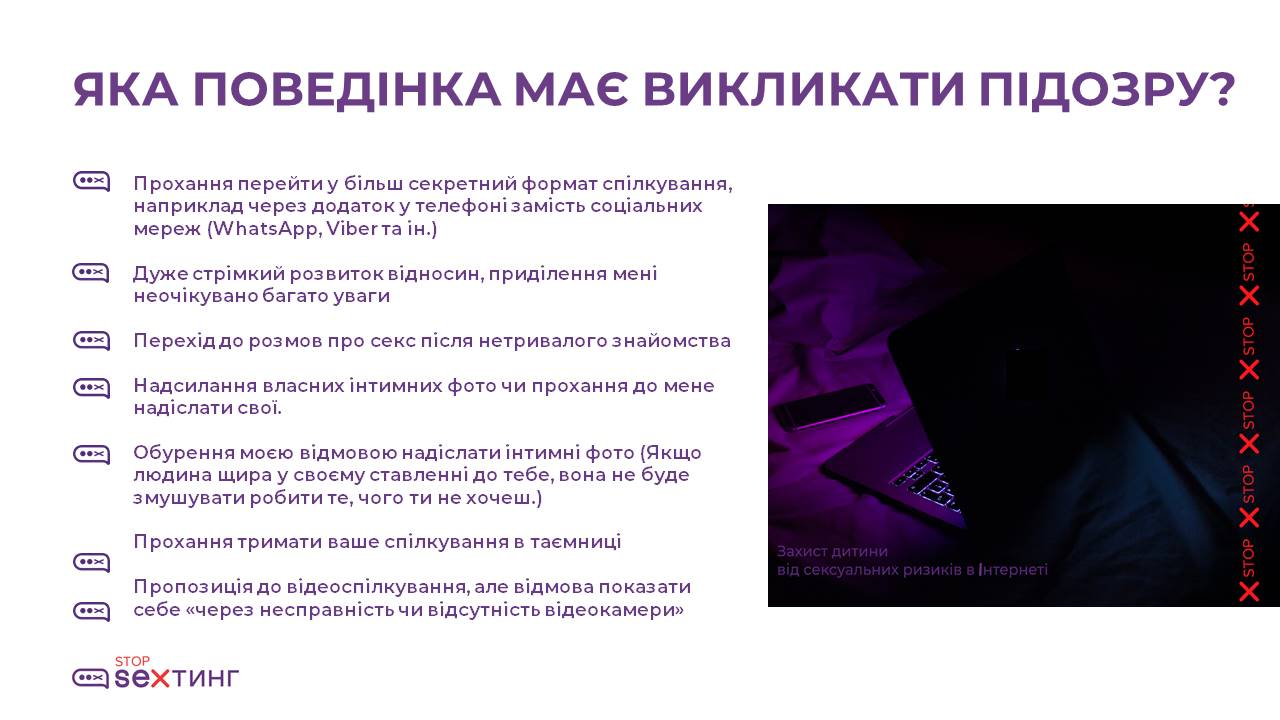 ЯКА ПОВЕДІНКА МАЄ ВИКЛИКАТИ ПІДОЗРУ?
Прохання перейти у більш секретний формат спілкування,
наприклад через додаток у телефоні замість соціальних
мереж (WhatsApp, Viber та ін.)
Дуже стрімкий розвиток відносин, приділення мені
неочікувано багато уваги
Перехід до розмов про секс після нетривалого знайомства
Надсилання власних інтимних фото чи прохання до мене
надіслати свої.
Обурення моєю відмовою надіслати інтимні фото (Якщо
людина щира у своєму ставленні до тебе, вона не буде
змушувати робити те, чого ти не хочеш.)
Прохання тримати ваше спілкування в таємниці
Пропозиція до відеоспілкування, але відмова показати
себе «через несправність чи відсутність відеокамери»
Захист дитини
від сексуальних ризиків в Інтернеті
STOP
STOP
STOP
STOP
STOP
STOP
sexтинг